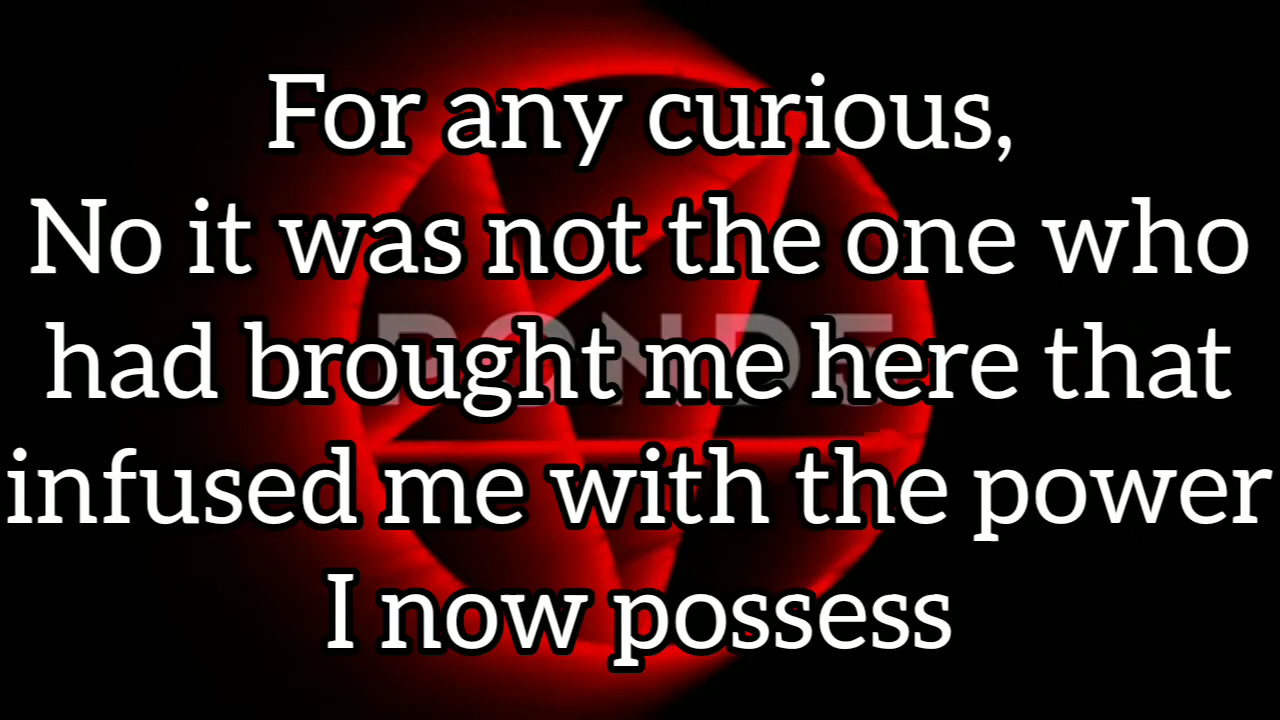 For any curious,
No it was not the one who
had brought me here that
infused me with the power
I now possess